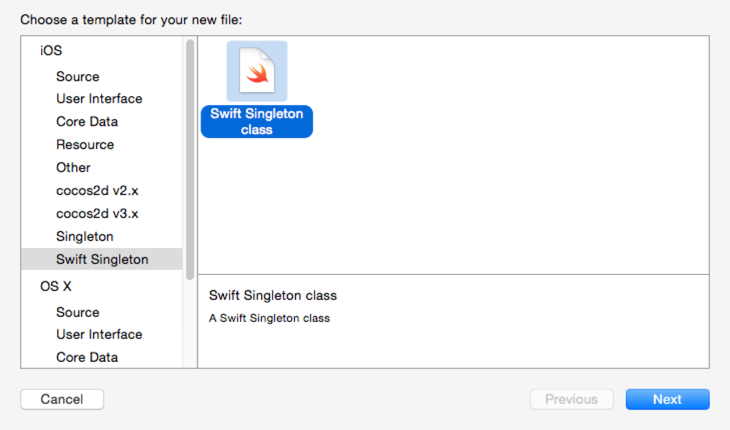 Choose a template for your new file:
iOS
Source
User Interface
Core Data
Resource
Other
cocos2d v2.x
cocos2d v3.x
Singleton
Swift Singleton
OS X
Source
User Interface
Core Data
Swift Singleton
class
Swift Singleton class
A Swift Singleton class
Cancel
Previous
Next